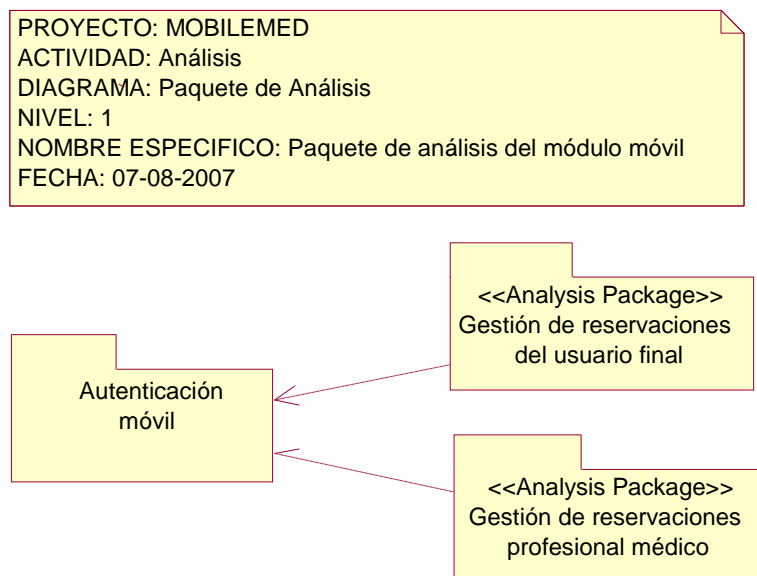 PROYECTO: MOBILEMED
ACTIVIDAD: Análisis
DIAGRAMA: Paquete de Análisis
NIVEL: 1
NOMBRE ESPECIFICO: Paquete de análisis del módulo móvil
FECHA: 07-08-2007
<<Analysis Package>>
Gestión de reservaciones
del usuario final
Autenticación
móvil
<<Analysis Package>>
Gestión de reservaciones
profesional médico